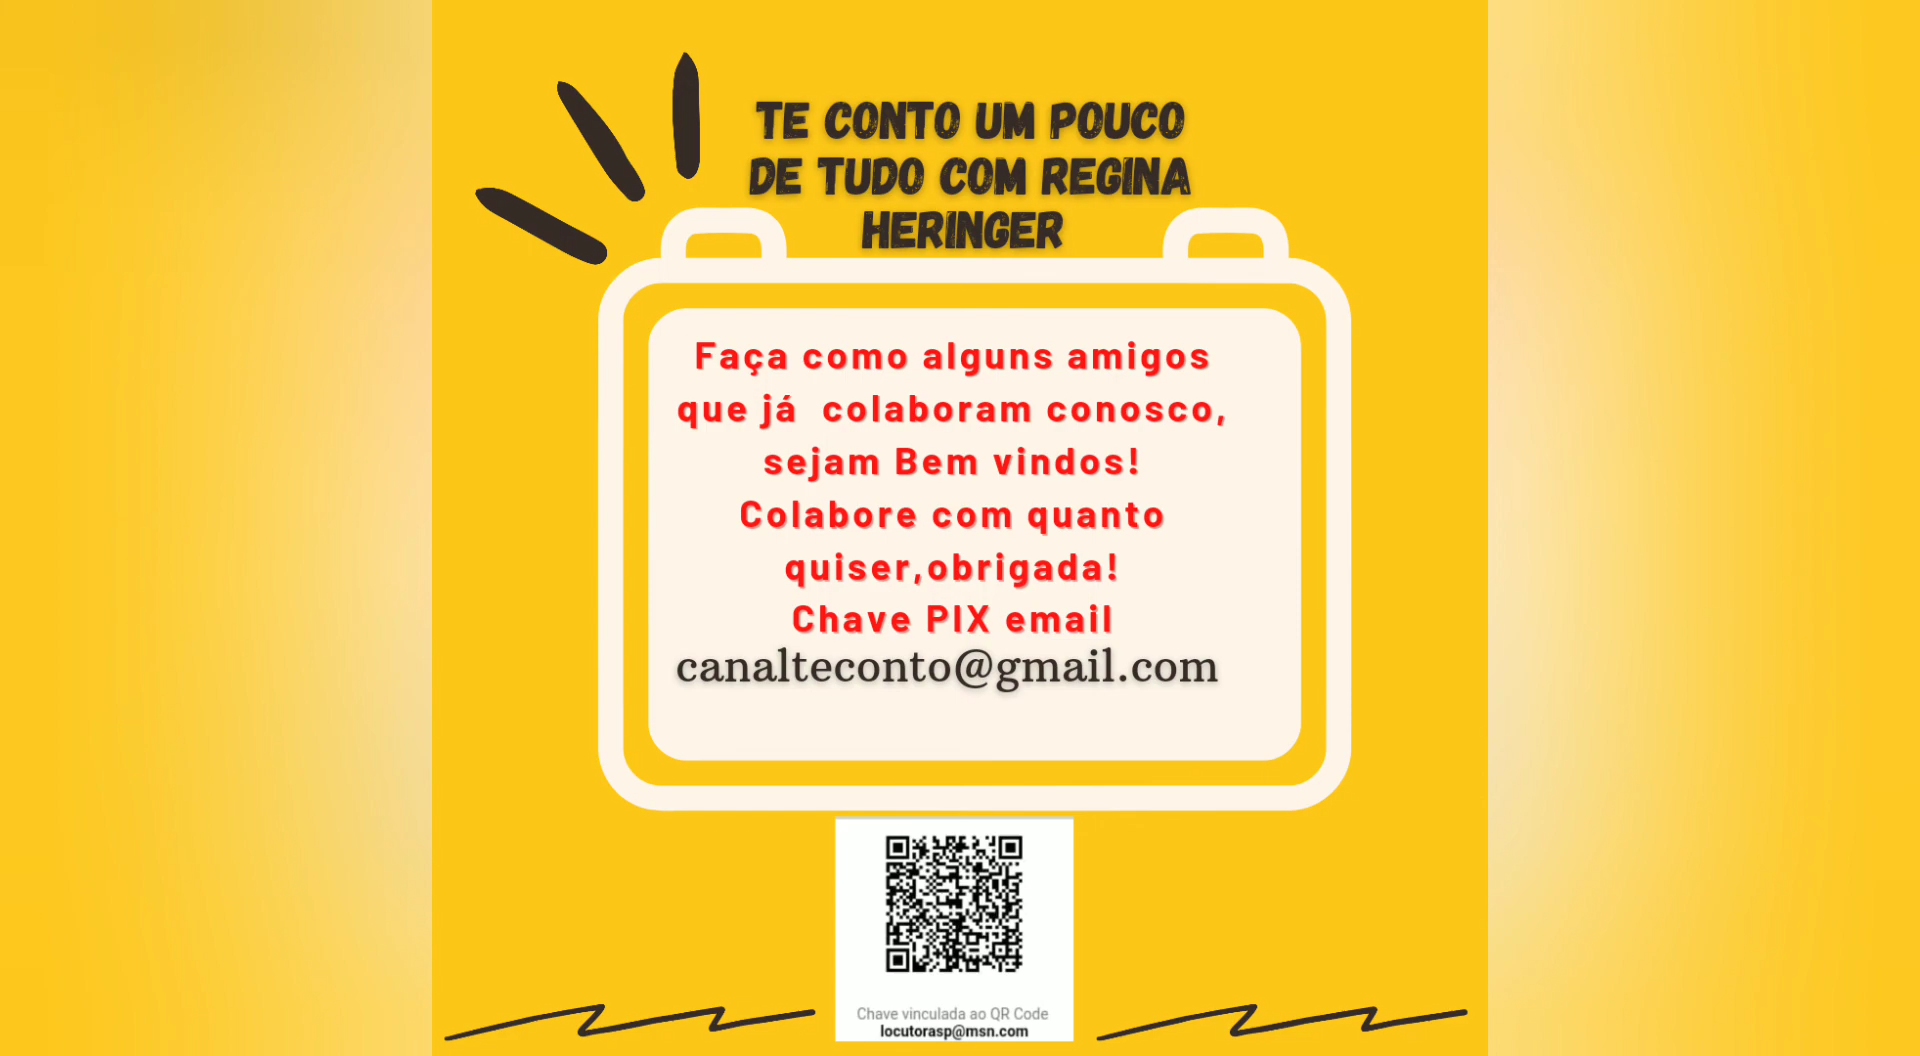 TE CONTO UM POUCO
DE TUDO COM REGINA
HERINGER
Faça como alguns amigos
que já colaboram conosco,
sejam Bem vindos!
Colabore com quanto
quiser,obrigada!
Chave PIX email
canalteconto@gmail.com
Chave vinculada ao QR Code
locutorasp@msn.com